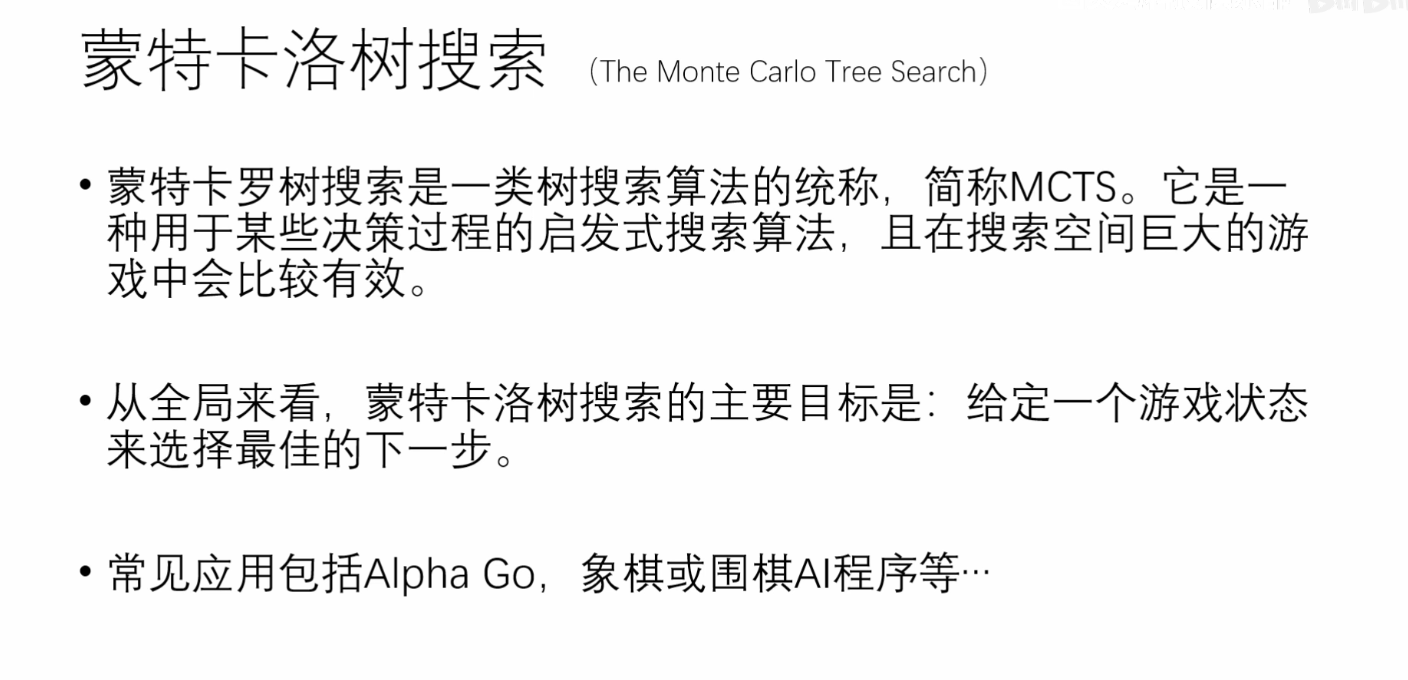 蒙特卡洛树搜索 （The Monte Carlo Tree Search）
• 蒙特卡罗树搜索是一类树搜索算法的统称，简称MCTS。它是一
种用于某些决策过程的启发式搜索算法，且在搜索空间巨大的游
戏中会比较有效。
• 从全局来看，蒙特卡洛树搜索的主要目标是：给定一个游戏状态
来选择最佳的下一步。
• 常见应用包括Alpha Go，象棋或围棋AI程序等…